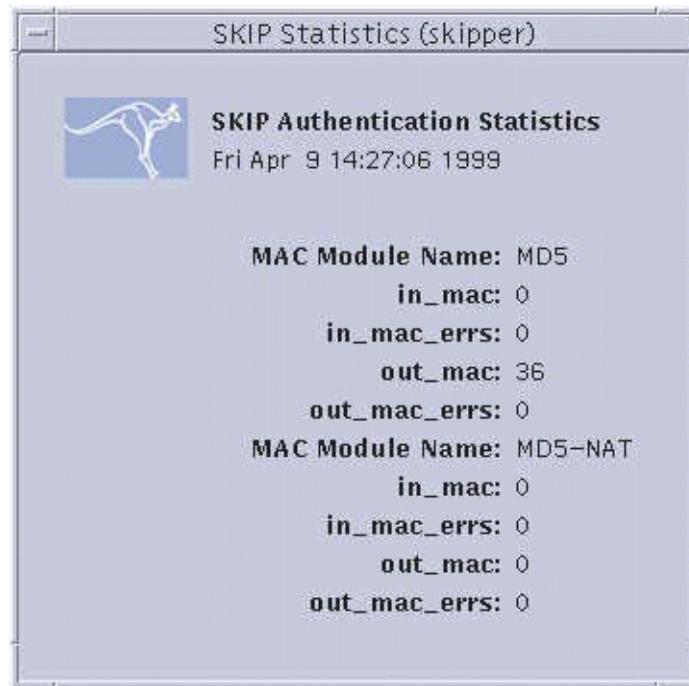 SKIP Statistics (skipper)
SKIP Authentication Statistics
Fri Apr 9 14:27:06 1999
MAC Module Name: MD5
in_mac: 0
in_mac_errs: 0
out_mac: 36
out_mac_errs: 0
MAC Module Name: MD5-NAT
in_mac: 0
in_mac_errs: 0
out_mac: 0
out_mac_errs: 0